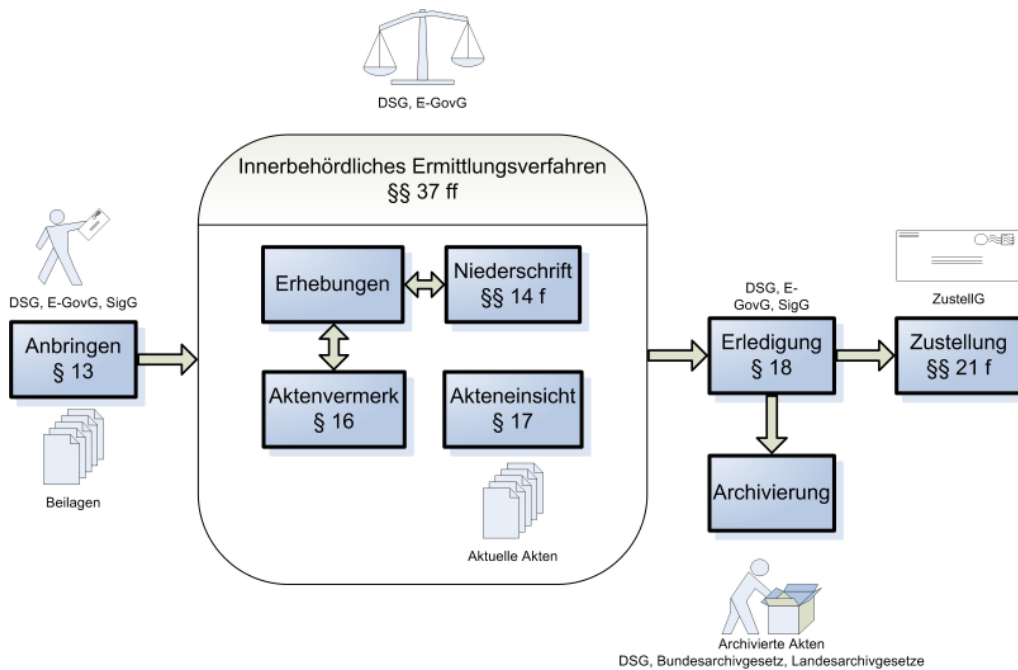 DSG, E-GovG
Innerbehördliches Ermittlungsverfahren
§§ 37 ff
DSG, E-GovG, SigG
Anbringen
§ 13
Beilagen
Erhebungen
Niederschrift
§§ 14 f
Aktenvermerk
§ 16
Akteneinsicht
§ 17
Aktuelle Akten
DSG, E-
GovG, SigG
Erledigung
§ 18
ZustellG
Zustellung
§§ 21 f
Archivierung
Archivierte Akten
DSG, Bundesarchivgesetz, Landesarchivgesetze